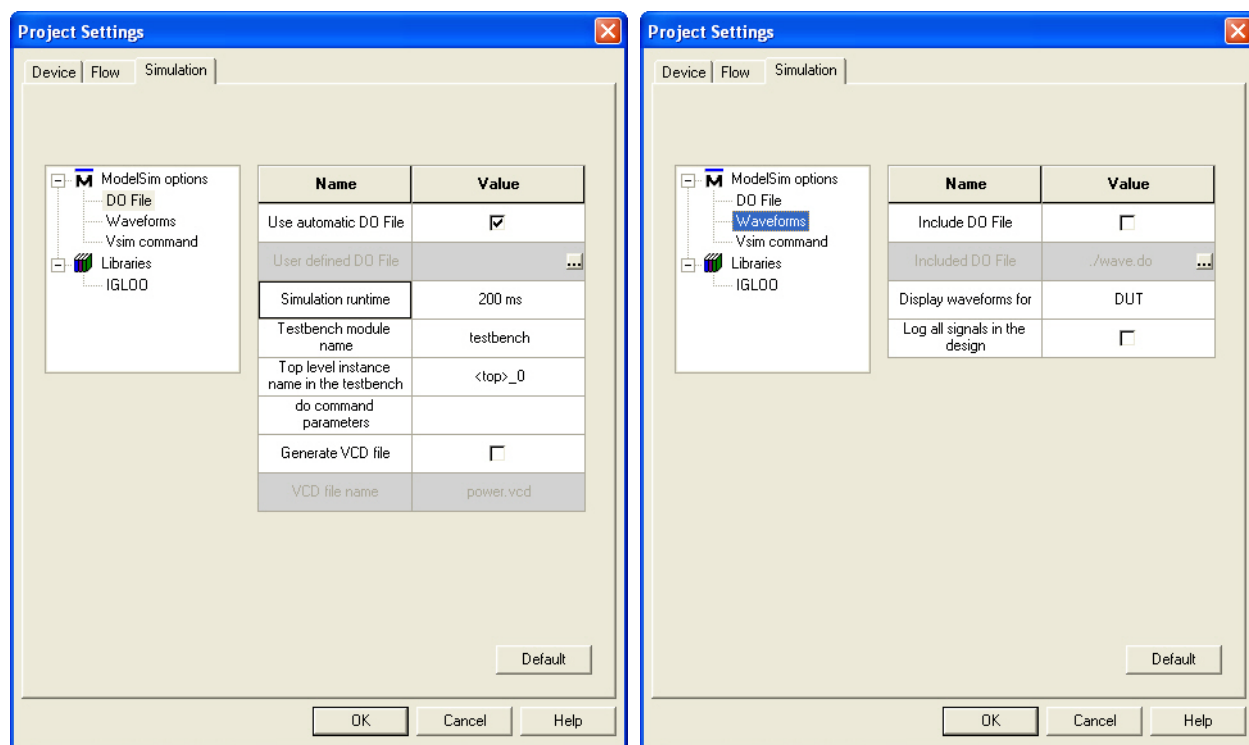 Project Settings
Device Flow Simulation
ModelSim options
DO File
Waveforms
Vsim command
Libraries
IGLOO
Name Value
Use automatic DO File
User defined DO File ...
Simulation runtime 200 ms
Testbench module
name
testbench
Top level instance
name in the testbench
<top>_0
do command
parameters
Generate VCD file
VCD file name power.vcd
Default
OK Cancel Help
Project Settings
Device Flow Simulation
ModelSim options
DO File
Waveforms
Vsim command
Libraries
IGLOO
Name Value
Include DO File
Included DO File ./wave.do ...
Display waveforms for DUT
Log all signals in the
design
Default
OK Cancel Help